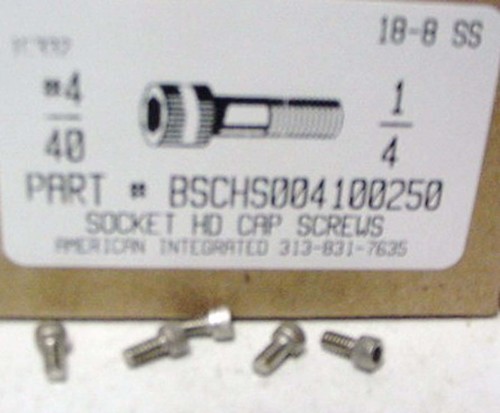 18-8 SS
#4
40
1
4
PART # BSCHS004100250
SOCKET HD CAP SCREWS
AMERICAN INTEGRATED 313-831-7635